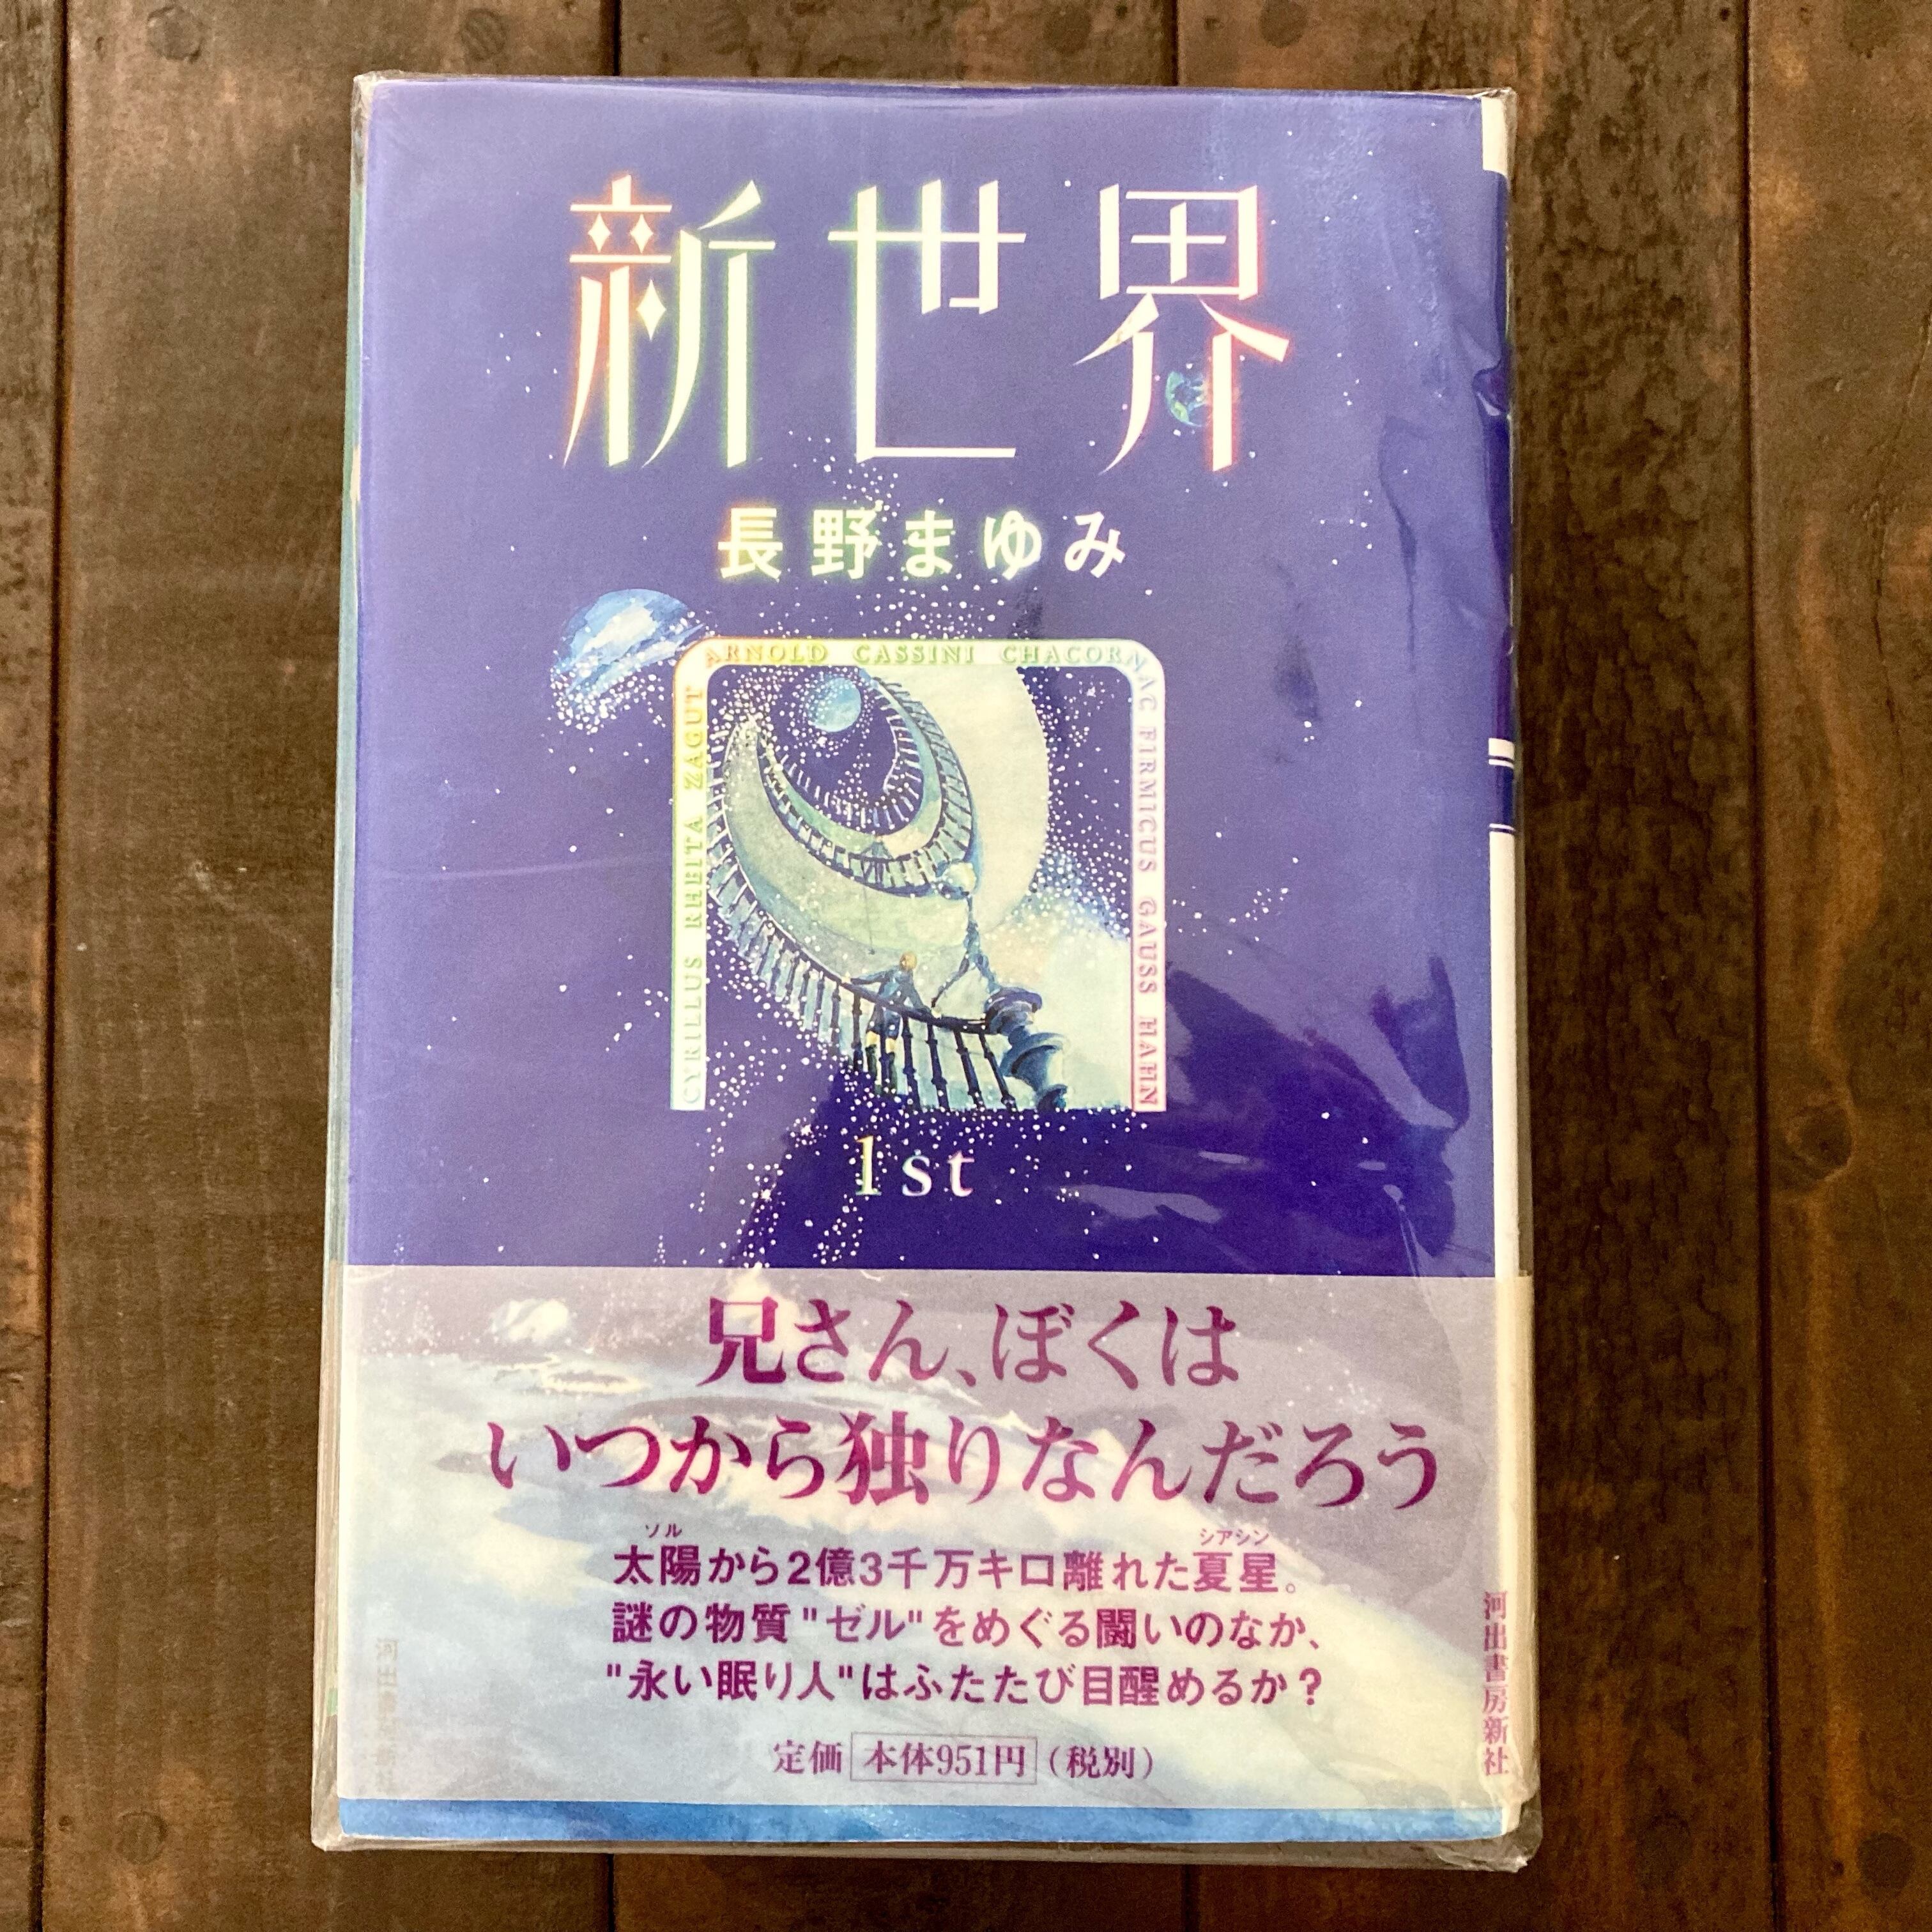 新世界
長野まゆみ
ARNOLD CASSINI CHACORNAC FIRMICUS GAUSS HAHN
CYRILLUS RHEITA ZAGUT
1st
兄さん、ぼくは
いつから独りなんだろう
ソル シアシン
太陽から2億3千万キロ離れた夏星。
謎の物質"ゼル"をめぐる闘いのなか、
"永い眠り人"はふたたび目醒めるか?
定価 本体951円 (税別)
河出書房新社